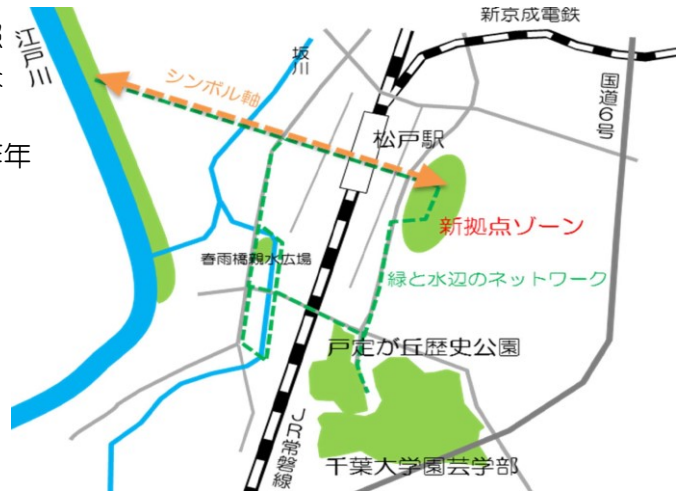 新京成電鉄
江戸川
坂川
シンボル軸
国道6号
松戸駅
年
新拠点ゾーン
春雨橋親水広場
緑と水辺のネットワーク
戸定が丘歴史公園
JR常磐線
千葉大学園芸学部